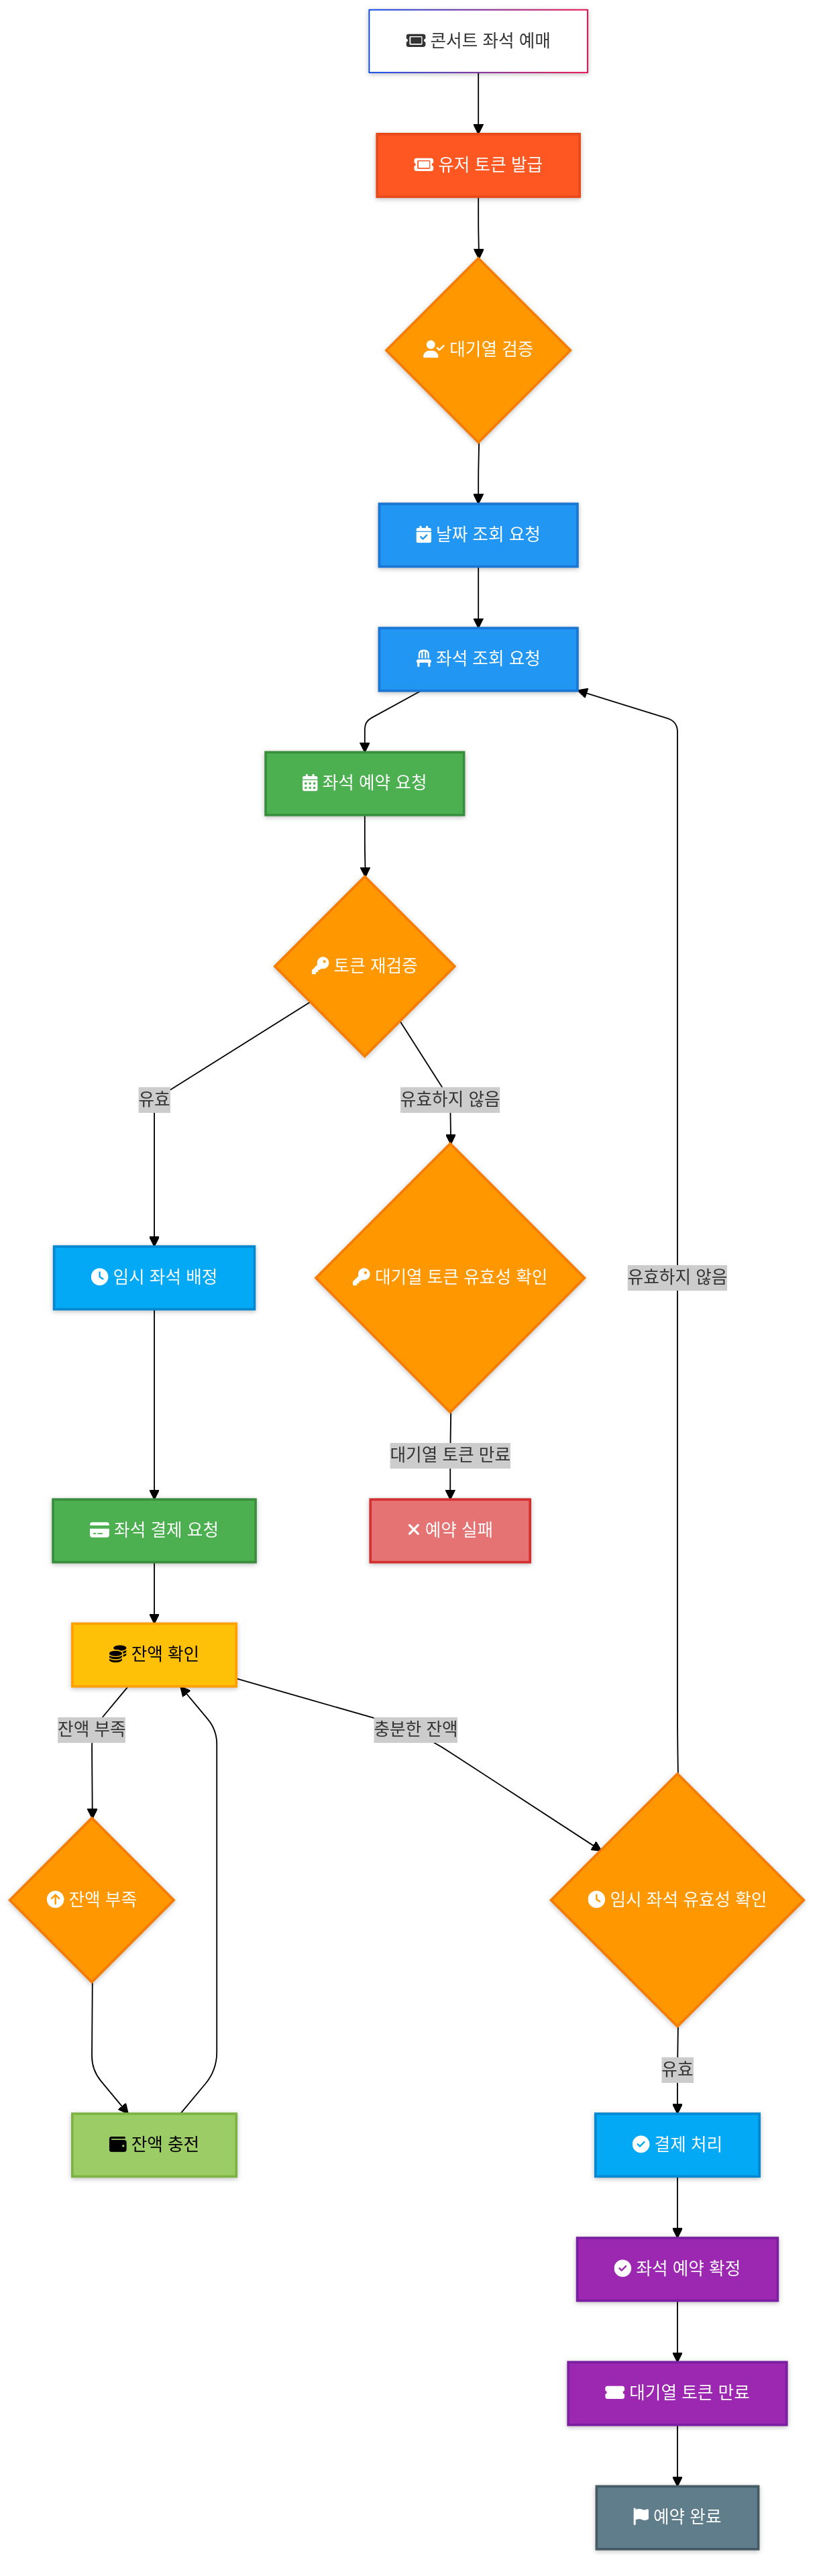 콘서트 좌석 예매
유저 토큰 발급
대기열 검증
날짜 조회 요청
좌석 조회 요청
좌석 예약 요청
토큰 재검증
유효
유효하지 않음
임시 좌석 배정
대기열 토큰 유효성 확인
유효하지 않음
대기열 토큰 만료
좌석 결제 요청
예약 실패
잔액 확인
잔액 부족
충분한 잔액
잔액 부족
임시 좌석 유효성 확인
유효
잔액 충전
결제 처리
좌석 예약 확정
대기열 토큰 만료
예약 완료